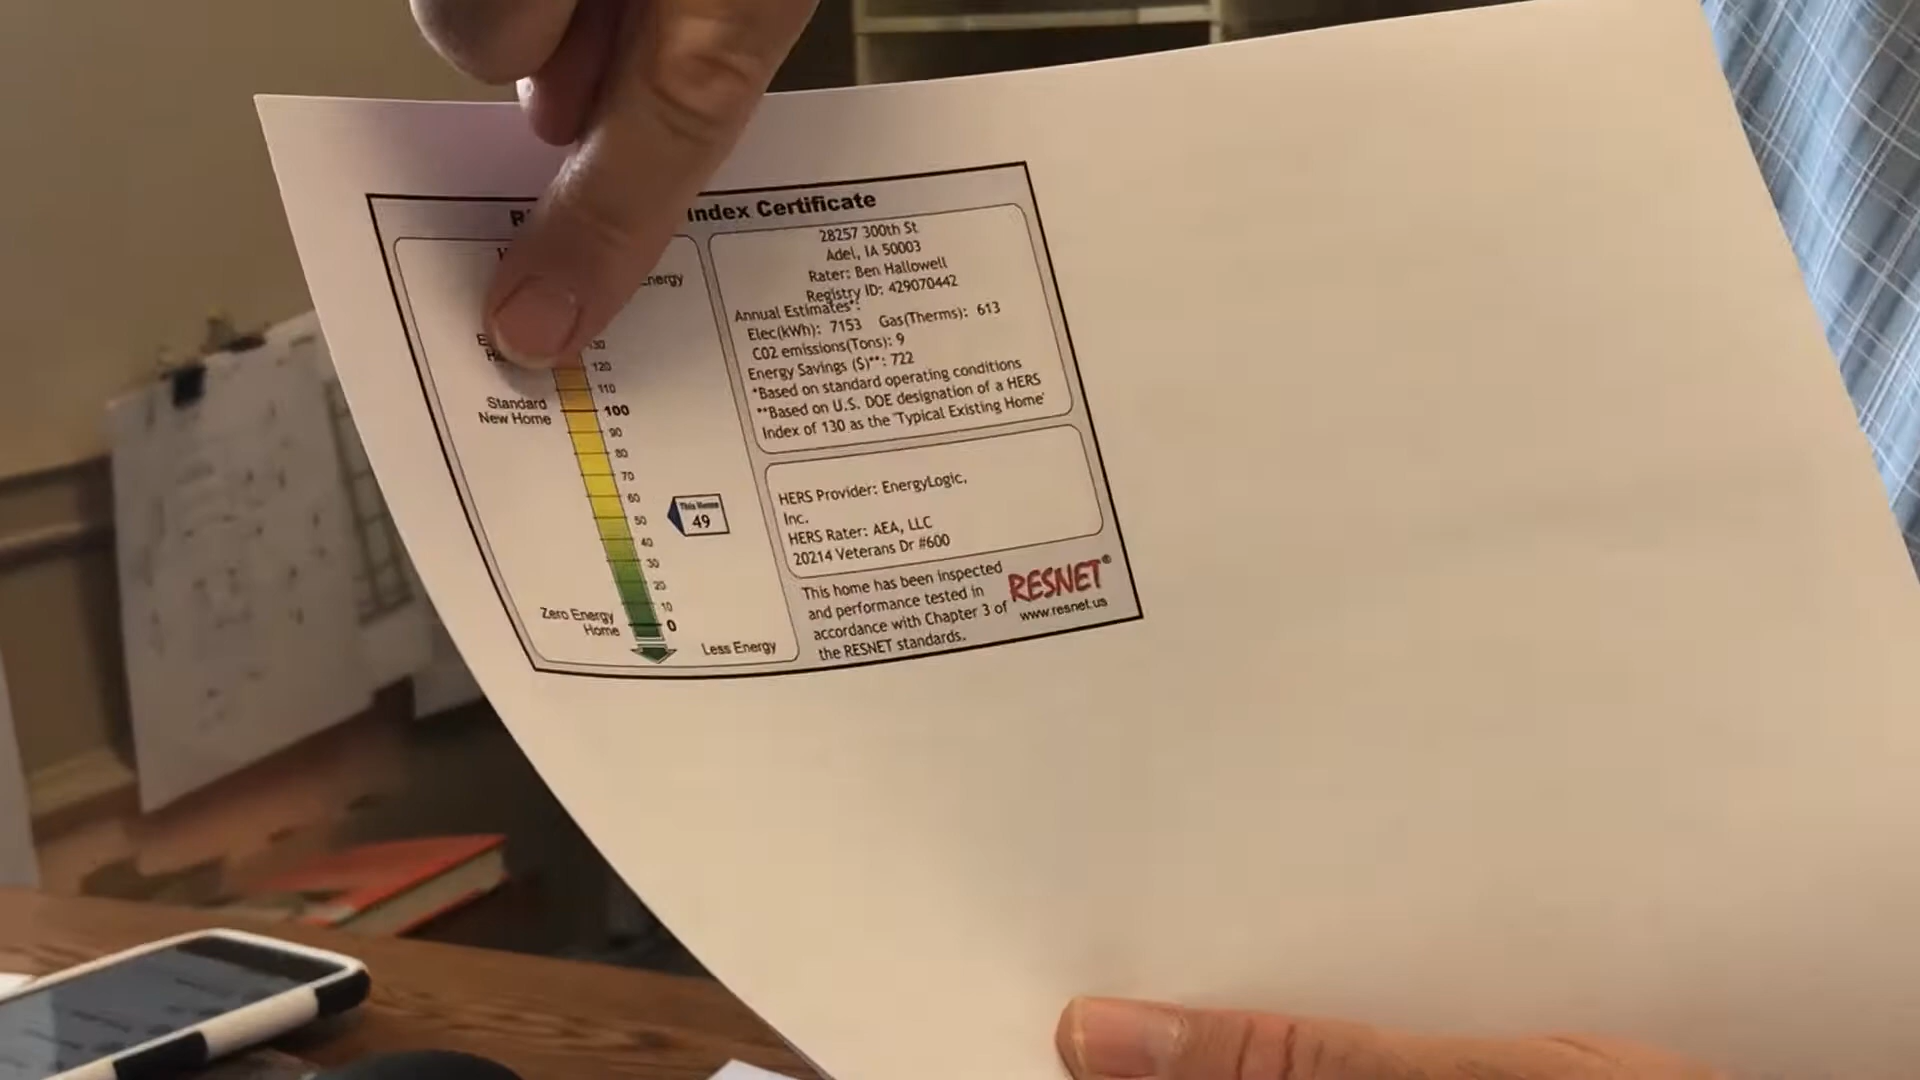 Index Certificate
Energy
130
120
110
Standard
New Home
100
90
80
70
60
50
40
30
20
10
0
This Home
49
Zero Energy
Home
Less Energy
28257 300th St
Adel, IA 50003
Rater: Ben Hallowell
Registry ID: 429070442
Annual Estimates*:
Elec(kWh): 7153 Gas(Therms): 613
CO2 emissions(Tons): 9
Energy Savings ($)**: 722
*Based on standard operating conditions
**Based on U.S. DOE designation of a HERS
Index of 130 as the 'Typical Existing Home'
HERS Provider: EnergyLogic,
Inc.
HERS Rater: AEA, LLC
20214 Veterans Dr #600
This home has been inspected
and performance tested in
accordance with Chapter 3 of
the RESNET standards.
RESNET®
www.resnet.us